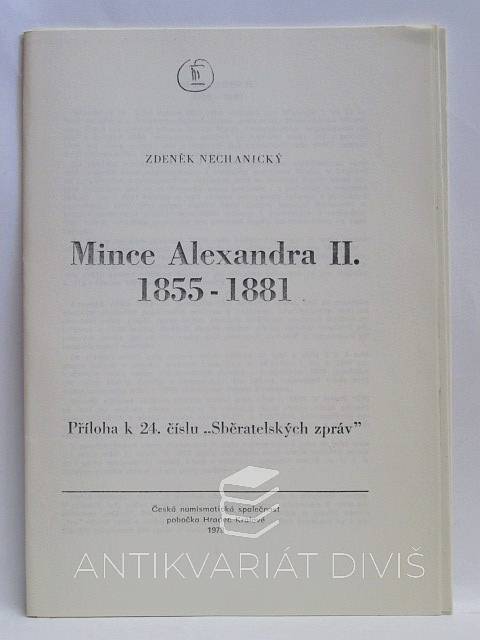 ZDENĚK NECHANICKÝ
Mince Alexandra II.
1855 - 1881
Příloha k 24. číslu „Sběratelských zpráv"
Česká numismatická společnost
pobočka Hradec Králové
ANTIKVARIÁT DIVIŠ